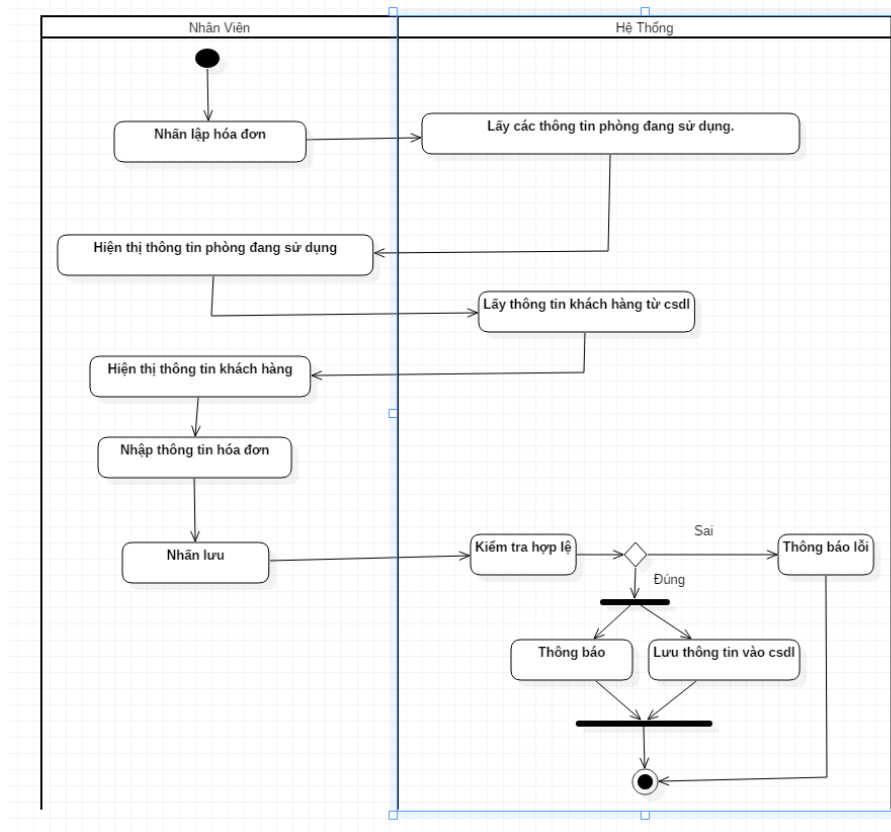 Nhân Viên
Hệ Thống
Nhấn lập hóa đơn
Lấy các thông tin phòng đang sử dụng.
Hiện thị thông tin phòng đang sử dụng
Lấy thông tin khách hàng từ csdl
Hiện thị thông tin khách hàng
Nhập thông tin hóa đơn
Nhấn lưu
Kiểm tra hợp lệ
Sai
Thông báo lỗi
Đúng
Thông báo
Lưu thông tin vào csdl